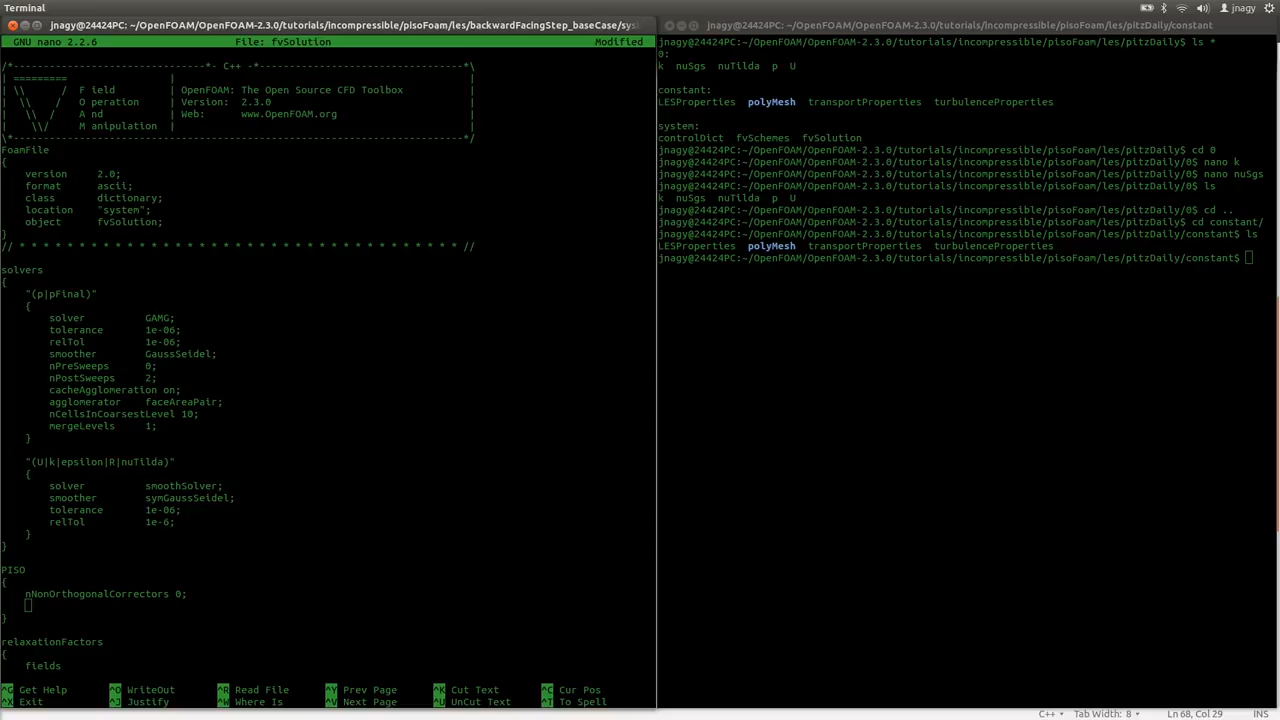 Terminal
jnagy
jnagy@24424PC: ~/OpenFOAM/OpenFOAM-2.3.0/tutorials/incompressible/pisoFoam/les/backwardFacingStep_baseCase/sys
GNU nano 2.2.6 File: fvSolution Modified
/*--------------------------------*- C++ -*----------------------------------*\
| ========= | |
| \\ / F ield | OpenFOAM: The Open Source CFD Toolbox |
| \\ / O peration | Version: 2.3.0 |
| \\ / A nd | Web: www.OpenFOAM.org |
| \\/ M anipulation | |
\*---------------------------------------------------------------------------*/
FoamFile
{
version 2.0;
format ascii;
class dictionary;
location "system";
object fvSolution;
}
// * * * * * * * * * * * * * * * * * * * * * * * * * * * * * * * * * * * * * //
solvers
{
"(p|pFinal)"
{
solver GAMG;
tolerance 1e-06;
relTol 1e-06;
smoother GaussSeidel;
nPreSweeps 0;
nPostSweeps 2;
cacheAgglomeration on;
agglomerator faceAreaPair;
nCellsInCoarsestLevel 10;
mergeLevels 1;
}
"(U|k|epsilon|R|nuTilda)"
{
solver smoothSolver;
smoother symGaussSeidel;
tolerance 1e-06;
relTol 1e-6;
}
}
PISO
{
nNonOrthogonalCorrectors 0;
}
relaxationFactors
{
fields
^G Get Help ^O WriteOut ^R Read File ^Y Prev Page ^K Cut Text ^C Cur Pos
^X Exit ^J Justify ^W Where Is ^V Next Page ^U UnCut Text ^T To Spell
jnagy@24424PC: ~/OpenFOAM/OpenFOAM-2.3.0/tutorials/incompressible/pisoFoam/les/pitzDaily/constant
jnagy@24424PC:~/OpenFOAM/OpenFOAM-2.3.0/tutorials/incompressible/pisoFoam/les/pitzDaily$ ls *
0:
k nuSgs nuTilda p U
constant:
LESProperties polyMesh transportProperties turbulenceProperties
system:
controlDict fvSchemes fvSolution
jnagy@24424PC:~/OpenFOAM/OpenFOAM-2.3.0/tutorials/incompressible/pisoFoam/les/pitzDaily$ cd 0
jnagy@24424PC:~/OpenFOAM/OpenFOAM-2.3.0/tutorials/incompressible/pisoFoam/les/pitzDaily/0$ nano k
jnagy@24424PC:~/OpenFOAM/OpenFOAM-2.3.0/tutorials/incompressible/pisoFoam/les/pitzDaily/0$ nano nuSgs
jnagy@24424PC:~/OpenFOAM/OpenFOAM-2.3.0/tutorials/incompressible/pisoFoam/les/pitzDaily/0$ ls
k nuSgs nuTilda p U
jnagy@24424PC:~/OpenFOAM/OpenFOAM-2.3.0/tutorials/incompressible/pisoFoam/les/pitzDaily/0$ cd ..
jnagy@24424PC:~/OpenFOAM/OpenFOAM-2.3.0/tutorials/incompressible/pisoFoam/les/pitzDaily$ cd constant/
jnagy@24424PC:~/OpenFOAM/OpenFOAM-2.3.0/tutorials/incompressible/pisoFoam/les/pitzDaily/constant$ ls
LESProperties polyMesh transportProperties turbulenceProperties
jnagy@24424PC:~/OpenFOAM/OpenFOAM-2.3.0/tutorials/incompressible/pisoFoam/les/pitzDaily/constant$
C++ Tab Width: 8 Ln 68, Col 29 INS